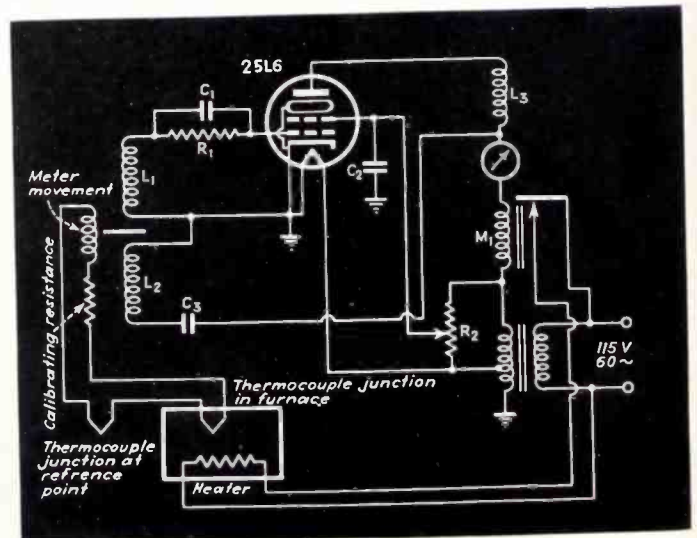 25L6
C1
R1
L1
Meter
movement
L2
C3
C2
L3
M1
R2
115 V
60~
Calibrating resistance
Thermocouple junction
in furnace
Thermocouple
junction at
refrence
point
Heater